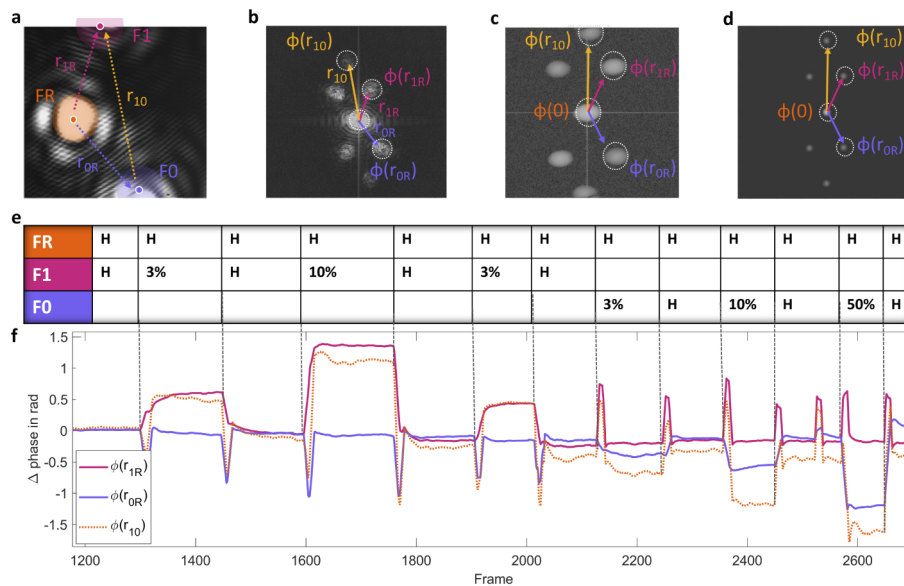 a
F1
r1R
r10
FR
r0R
F0
b
ϕ(r10)
r10
ϕ(r1R)
r1R
r0R
ϕ(r0R)
c
ϕ(r10)
ϕ(r1R)
ϕ(0)
ϕ(r0R)
d
ϕ(r10)
ϕ(r1R)
ϕ(0)
ϕ(r0R)
e
FR H H H H H H H H H H H H H
F1 H 3% H 10% H 3% H
F0 3% H 10% H 50% H
f
Δ phase in rad
1.5
1
0.5
0
-0.5
-1
-1.5
ϕ(r1R)
ϕ(r0R)
ϕ(r10)
1200 1400 1600 1800 2000 2200 2400 2600
Frame